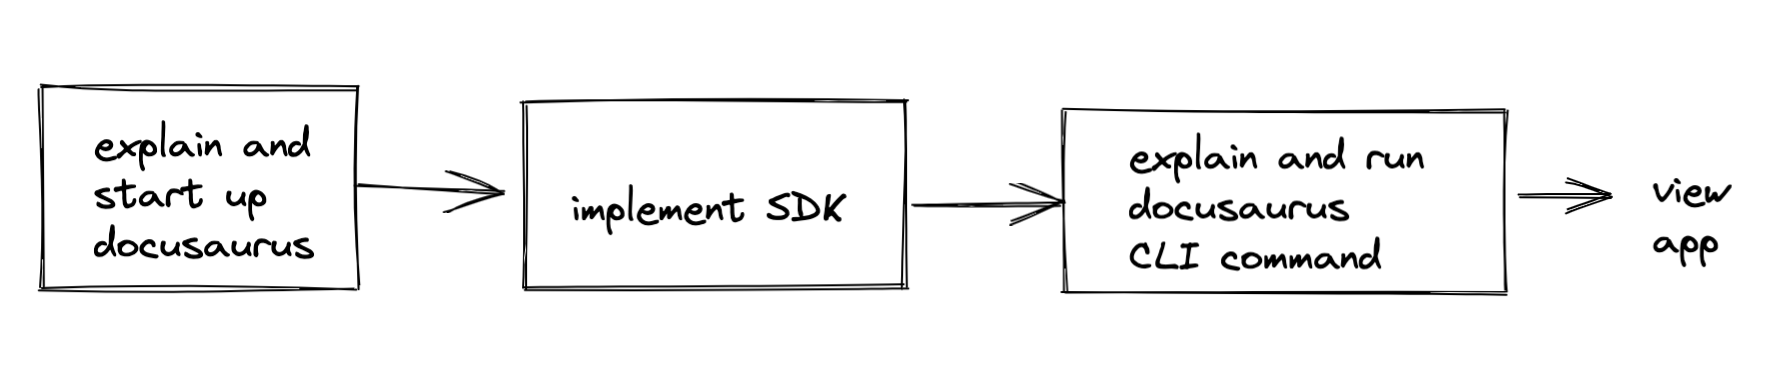 explain and
start up
docusaurus
implement SDK
explain and run
docusaurus
CLI command
view
app